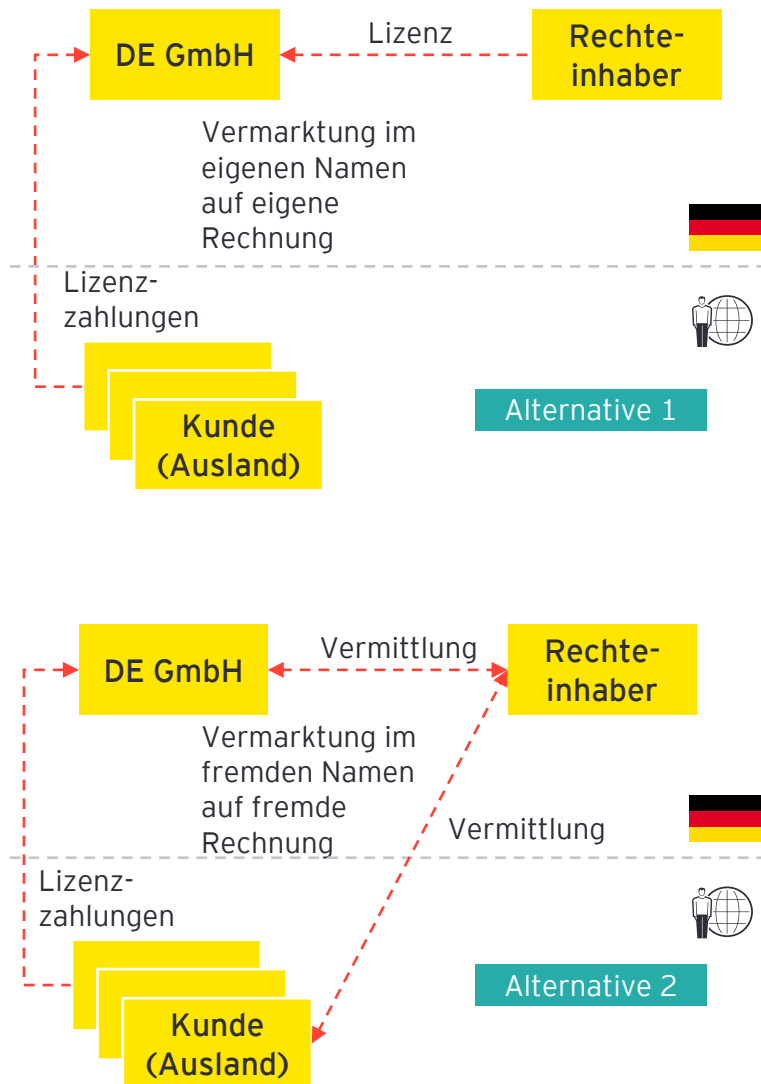 DE GmbH
Lizenz
Rechte-
inhaber
Vermarktung im
eigenen Namen
auf eigene
Rechnung
Lizenz-
zahlungen
Kunde
(Ausland)
Alternative 1
DE GmbH
Vermittlung
Rechte-
inhaber
Vermarktung im
fremden Namen
auf fremde
Rechnung
Vermittlung
Lizenz-
zahlungen
Kunde
(Ausland)
Alternative 2